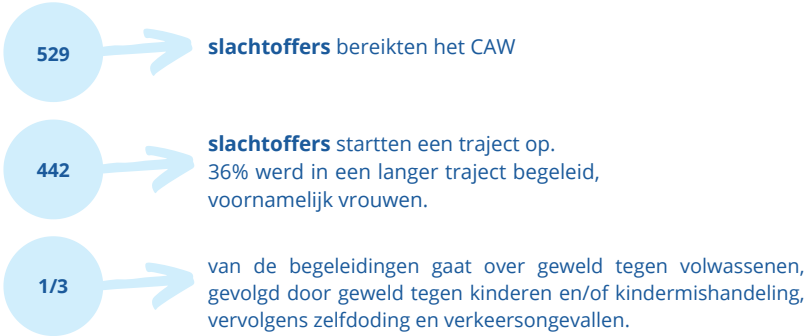 529
slachtoffers bereikten het CAW
442
slachtoffers startten een traject op.
36% werd in een langer traject begeleid,
voornamelijk vrouwen.
1/3
van de begeleidingen gaat over geweld tegen volwassenen,
gevolgd door geweld tegen kinderen en/of kindermishandeling,
vervolgens zelfdoding en verkeersongevallen.